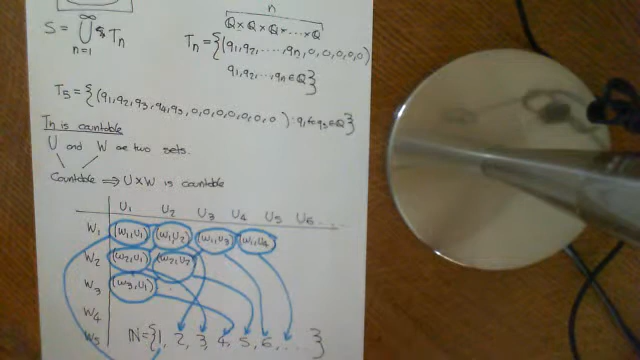 n
Q×Q×Q×...×Q
S = ∞ ∪ n=1 Tn
Tn = {(q1,q2,....,qn,0,0,0,0,0)
q1,q2,..,qn∈Q}
T5 = {(q1,q2,q3,q4,q5,0,0,0,0,0,0,0): q1 q5∈Q}
Tn is countable
U and W are two sets.
Countable ⟹ U×W is countable
U1 U2 U3 U4 U5 U6...
W1 (w1,u1) (w1,u2) (w1,u3) (w1,u4)
W2 (w2,u1) (w2,u2)
W3 (w3,u1)
W4
W5 N={1, 2, 3, 4, 5, 6, ... }